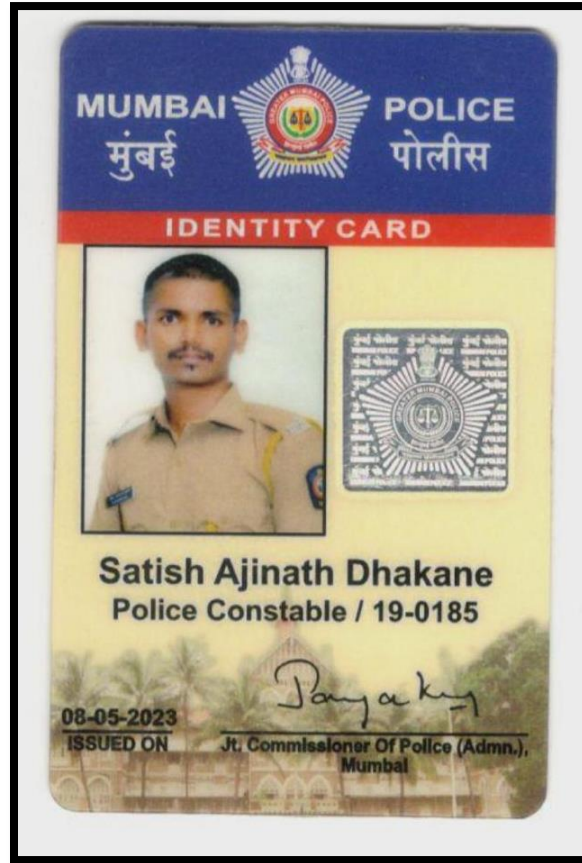 MUMBAI POLICE
मुंबई पोलीस
IDENTITY CARD
Satish Ajinath Dhakane
Police Constable / 19-0185
08-05-2023
ISSUED ON
Jt. Commissioner Of Police (Admn.),
Mumbai